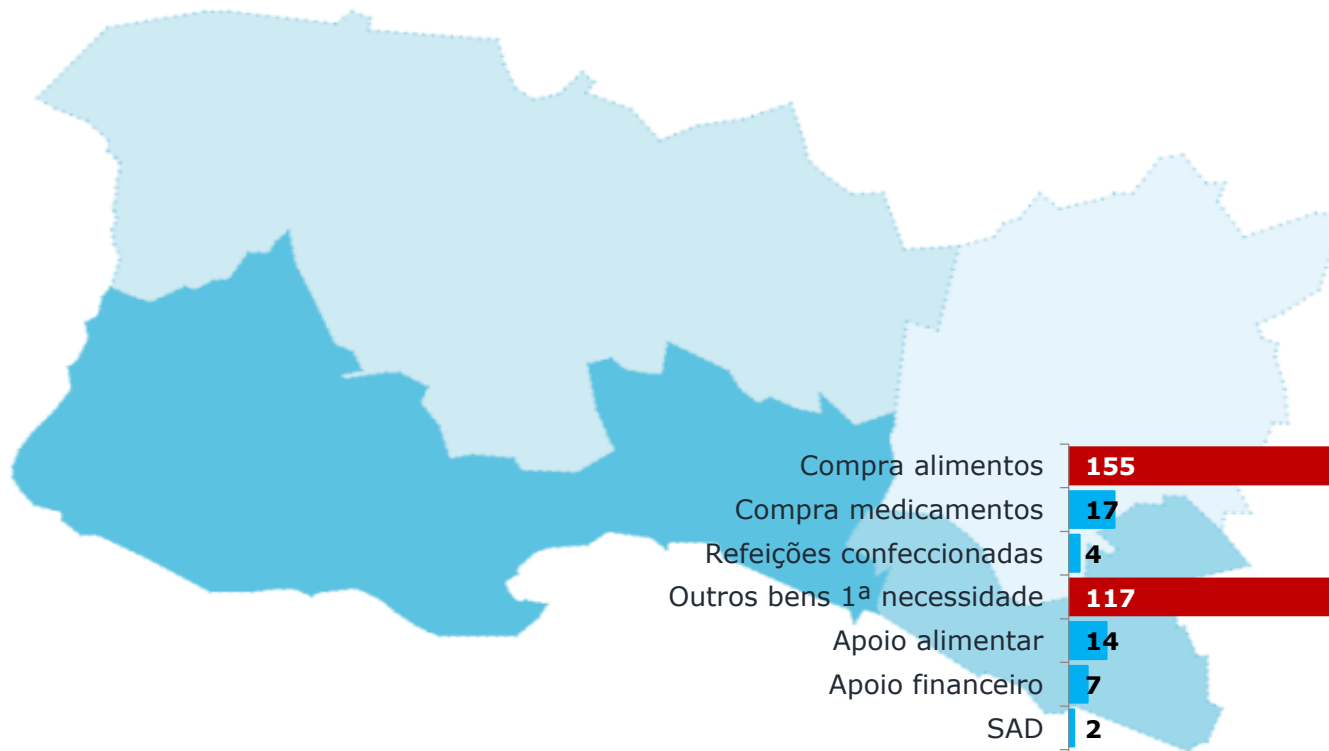 Compra alimentos 155
Compra medicamentos 17
Refeições confeccionadas 4
Outros bens 1ª necessidade 117
Apoio alimentar 14
Apoio financeiro 7
SAD 2